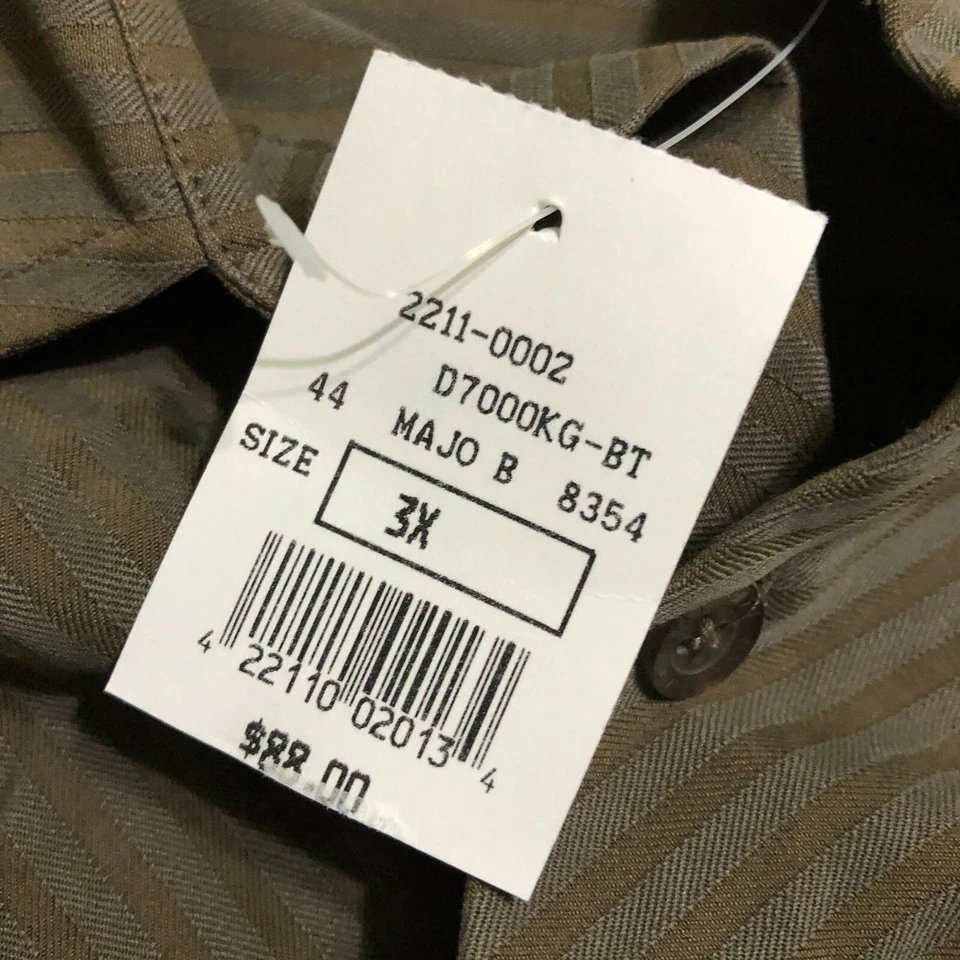 2211-0002
D7000KG-BT
44 MAJO B 8354
SIZE 3X
4 22110 02013 4
$88.00